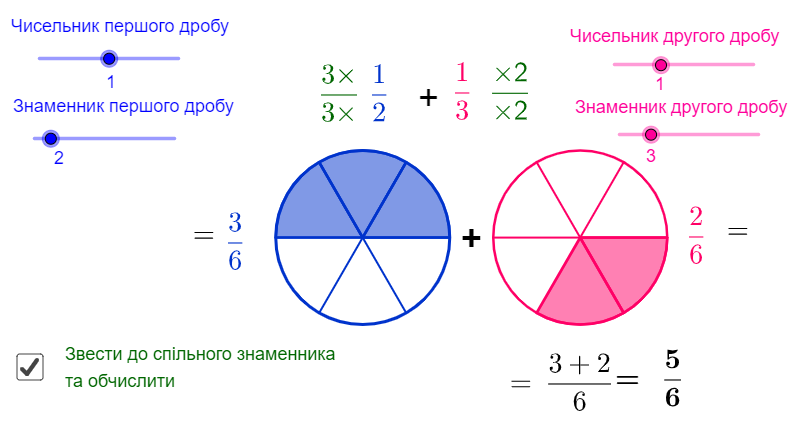 Чисельник першого дробу
1
Знаменник першого дробу
2
3× 1 + 1 ×2
3× 2 3 ×2
Чисельник другого дробу
1
Знаменник другого дробу
3
= 3/6 + 2/6 =
Звести до спільного знаменника
та обчислити
= 3 + 2 = 5
6 6